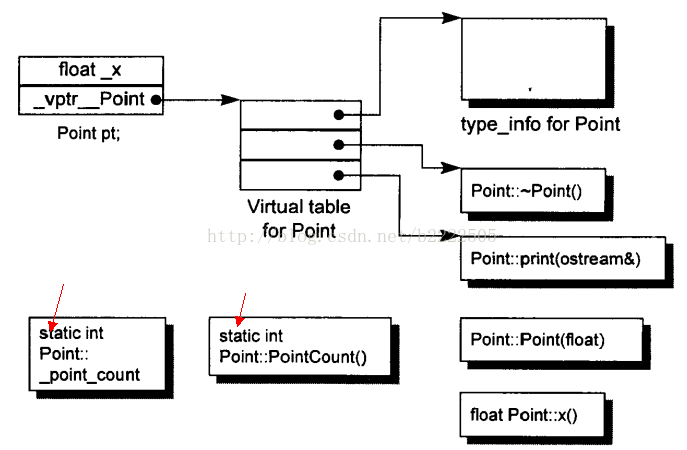 float _x
_vptr__Point
Point pt;
Virtual table
for Point
type_info for Point
Point::~Point()
Point::print(ostream&)
http://blog.csdn.net/b2222505
static int
Point::
_point_count
static int
Point::PointCount()
Point::Point(float)
float Point::x()